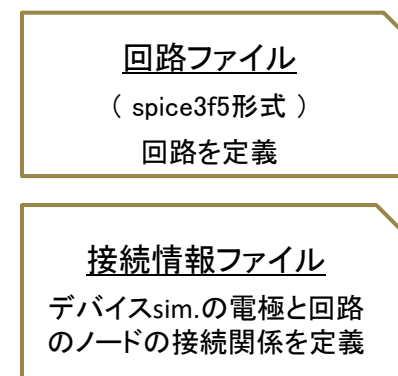 回路ファイル
( spice3f5形式 )
回路を定義
接続情報ファイル
デバイスsim.の電極と回路
のノードの接続関係を定義